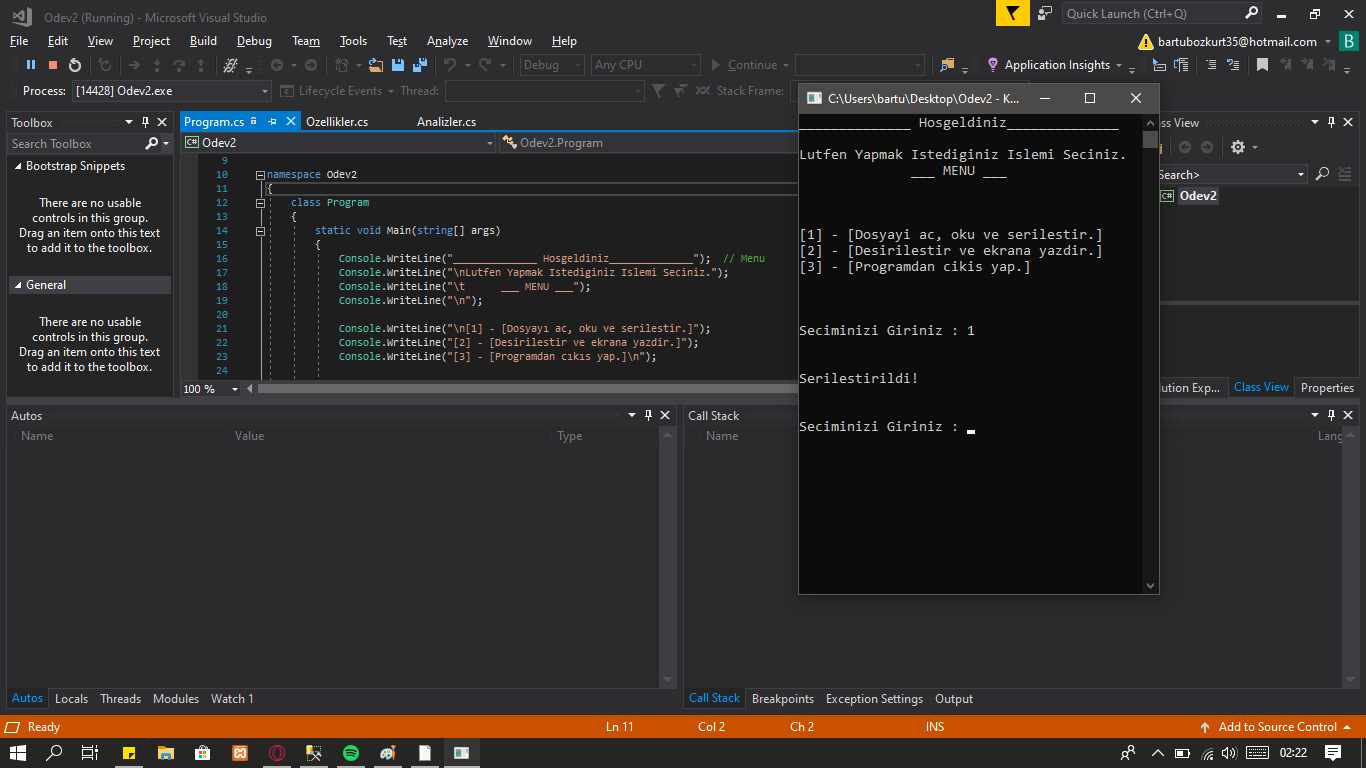 Odev2 (Running) - Microsoft Visual Studio
Quick Launch (Ctrl+Q)
File Edit View Project Build Debug Team Tools Test Analyze Window Help
bartubozkurt35@hotmail.com B
Debug Any CPU Continue Application Insights
Process: [14428] Odev2.exe Lifecycle Events Thread: Stack Frame:
Toolbox
Search Toolbox
Bootstrap Snippets
There are no usable
controls in this group.
Drag an item onto this text
to add it to the toolbox.
General
There are no usable
controls in this group.
Drag an item onto this text
to add it to the toolbox.
Program.cs Ozellikler.cs Analizler.cs
C# Odev2 Odev2.Program
9
10 namespace Odev2
11 {
12 class Program
13 {
14 static void Main(string[] args)
15 {
16 Console.WriteLine("______________ Hosgeldiniz______________"); // Menu
17 Console.WriteLine("\nLutfen Yapmak Istediginiz Islemi Seciniz.");
18 Console.WriteLine("\t ___ MENU ___");
19 Console.WriteLine("\n");
20
21 Console.WriteLine("\n[1] - [Dosyayı ac, oku ve serilestir.]");
22 Console.WriteLine("[2] - [Desirilestir ve ekrana yazdir.]");
23 Console.WriteLine("[3] - [Programdan cıkis yap.]\n");
24
100 %
C:\Users\bartu\Desktop\Odev2 - K...
______________ Hosgeldiniz______________
Lutfen Yapmak Istediginiz Islemi Seciniz.
___ MENU ___
[1] - [Dosyayi ac, oku ve serilestir.]
[2] - [Desirilestir ve ekrana yazdir.]
[3] - [Programdan cikis yap.]
Seciminizi Giriniz : 1
Serilestirildi!
Seciminizi Giriniz :
ss View
Search>
C# Odev2
lution Exp... Class View Properties
Autos
Name Value Type
Call Stack
Name Lang
Autos Locals Threads Modules Watch 1
Call Stack Breakpoints Exception Settings Output
Ready Ln 11 Col 2 Ch 2 INS Add to Source Control
02:22